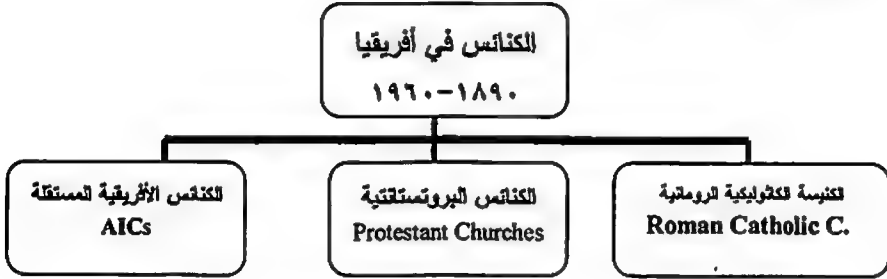 الكنائس في أفريقيا
١٨٩٠-١٩٦٠
الكنيسة الكاثوليكية الرومانية
Roman Catholic C.
الكنائس البروتستانتية
Protestant Churches
الكنائس الأفريقية المستقلة
AICs